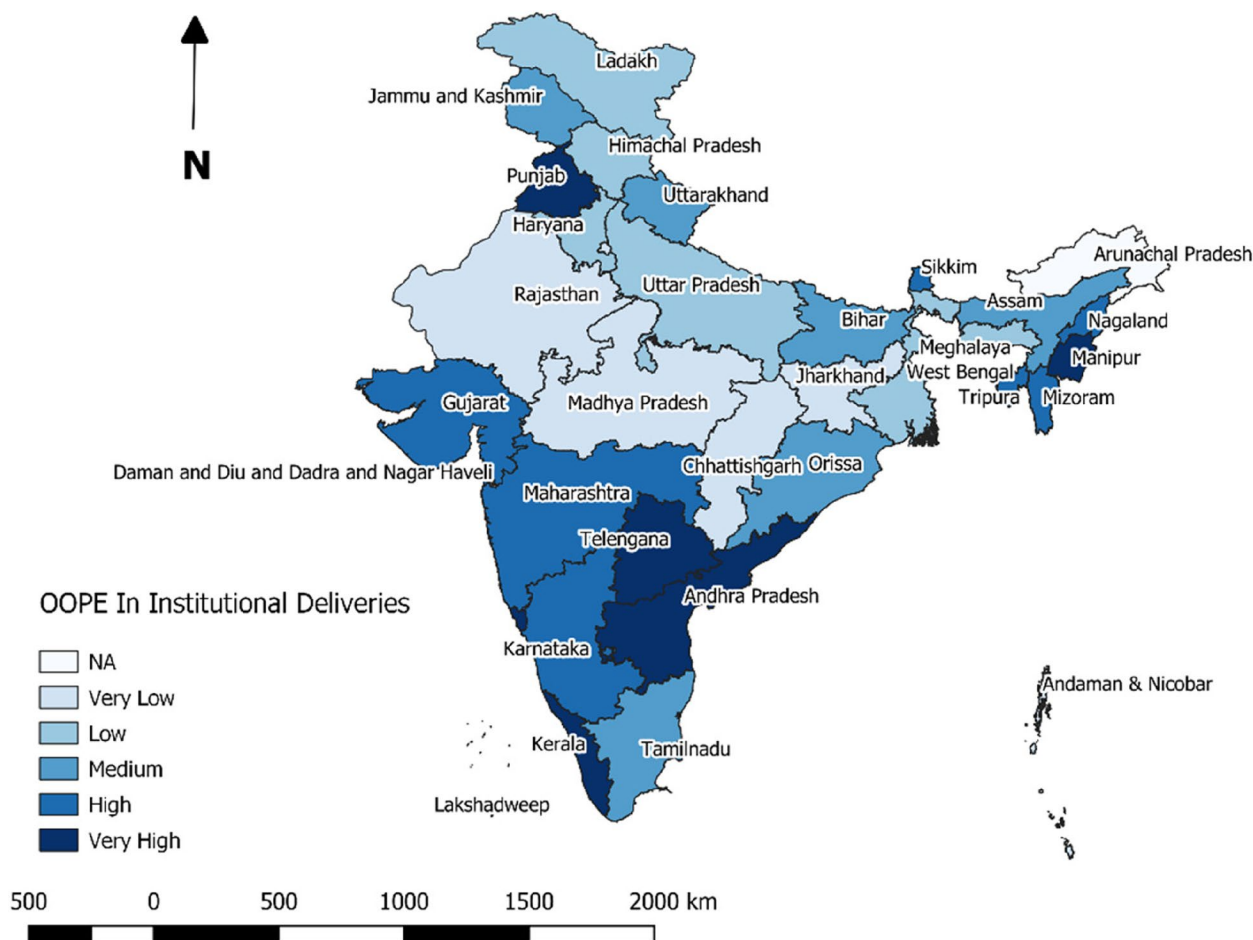 Ladakh
Jammu and Kashmir
Himachal Pradesh
N
Punjab
Uttarakhand
Haryana
Sikkim
Arunachal Pradesh
Rajasthan
Uttar Pradesh
Assam
Bihar
Nagaland
Meghalaya
Manipur
Jharkhand
West Bengal
Gujarat
Madhya Pradesh
Tripura
Mizoram
Daman and Diu and Dadra and Nagar Haveli
Chhattishgarh
Orissa
Maharashtra
Telengana
Andhra Pradesh
OOPE In Institutional Deliveries
NA
Very Low
Low
Medium
High
Very High
Karnataka
Andaman & Nicobar
Kerala
Tamilnadu
Lakshadweep
500 0 500 1000 1500 2000 km